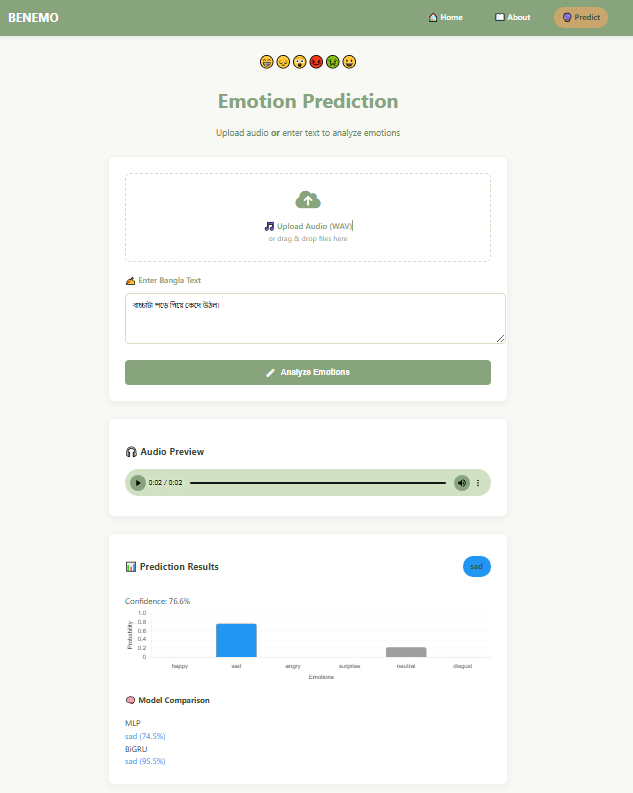 BENEMO
Home
About
Predict
Emotion Prediction
Upload audio or enter text to analyze emotions
Upload Audio (WAV)
or drag & drop files here
Enter Bangla Text
বাচ্চাটা পড়ে গিয়ে কেঁদে উঠল।
Analyze Emotions
Audio Preview
0:02 / 0:02
Prediction Results
sad
Confidence: 76.6%
Probability
1.0
0.8
0.6
0.4
0.2
0
happy sad angry surprise neutral disgust
Emotions
Model Comparison
MLP
sad (74.5%)
BiGRU
sad (95.5%)